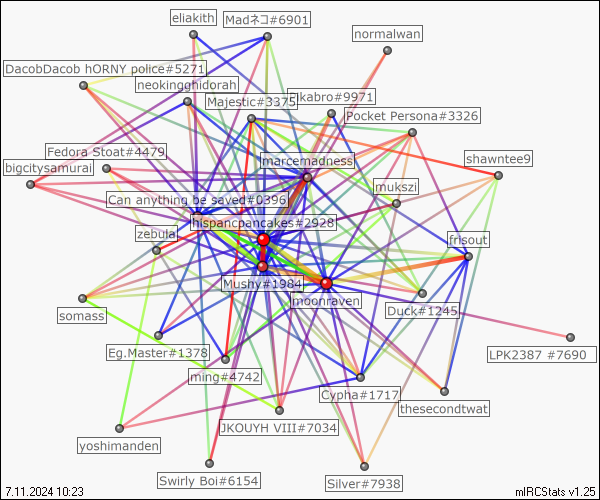 eliakith
Madネコ#6901
normalwan
DacobDacob hORNY police#5271
neokingghidorah
Majestic#3375
kabro#9971
Pocket Persona#3326
Fedora Stoat#4479
marcemadness
shawntee9
bigcitysamurai
mukszi
Can anything be saved#0396
hispancpancakes#2928
zebula
frisout
Mushy#1984
moonraven
somass
Duck#1245
Eg.Master#1378
LPK2387 #7690
ming#4742
Cypha#1717
thesecondtwat
JKOUYH VIII#7034
yoshimanden
Swirly Boi#6154
Silver#7938
7.11.2024 10:23
mIRCStats v1.25